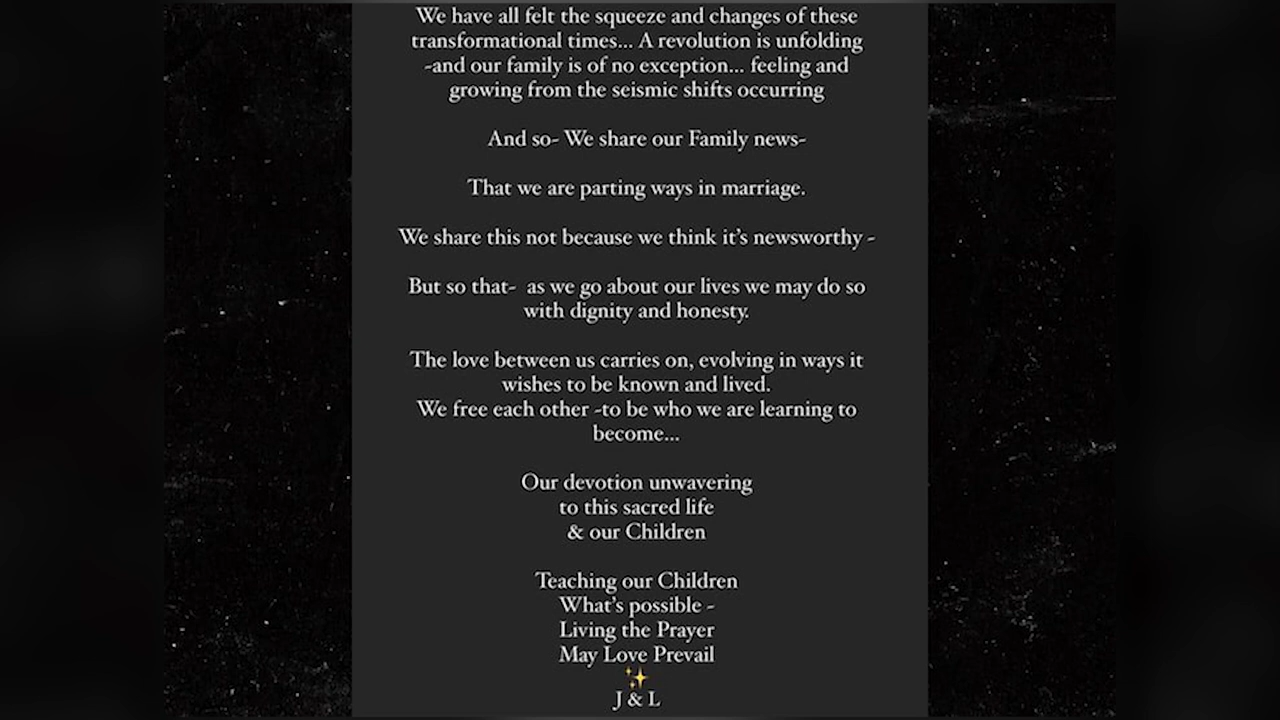 We have all felt the squeeze and changes of these
transformational times... A revolution is unfolding
-and our family is of no exception... feeling and
growing from the seismic shifts occurring
And so- We share our Family news-
That we are parting ways in marriage.
We share this not because we think it's newsworthy -
But so that-  as we go about our lives we may do so
with dignity and honesty.
The love between us carries on, evolving in ways it
wishes to be known and lived.
We free each other -to be who we are learning to
become...
Our devotion unwavering
to this sacred life
& our Children
Teaching our Children
What's possible -
Living the Prayer
May Love Prevail
✨
J & L